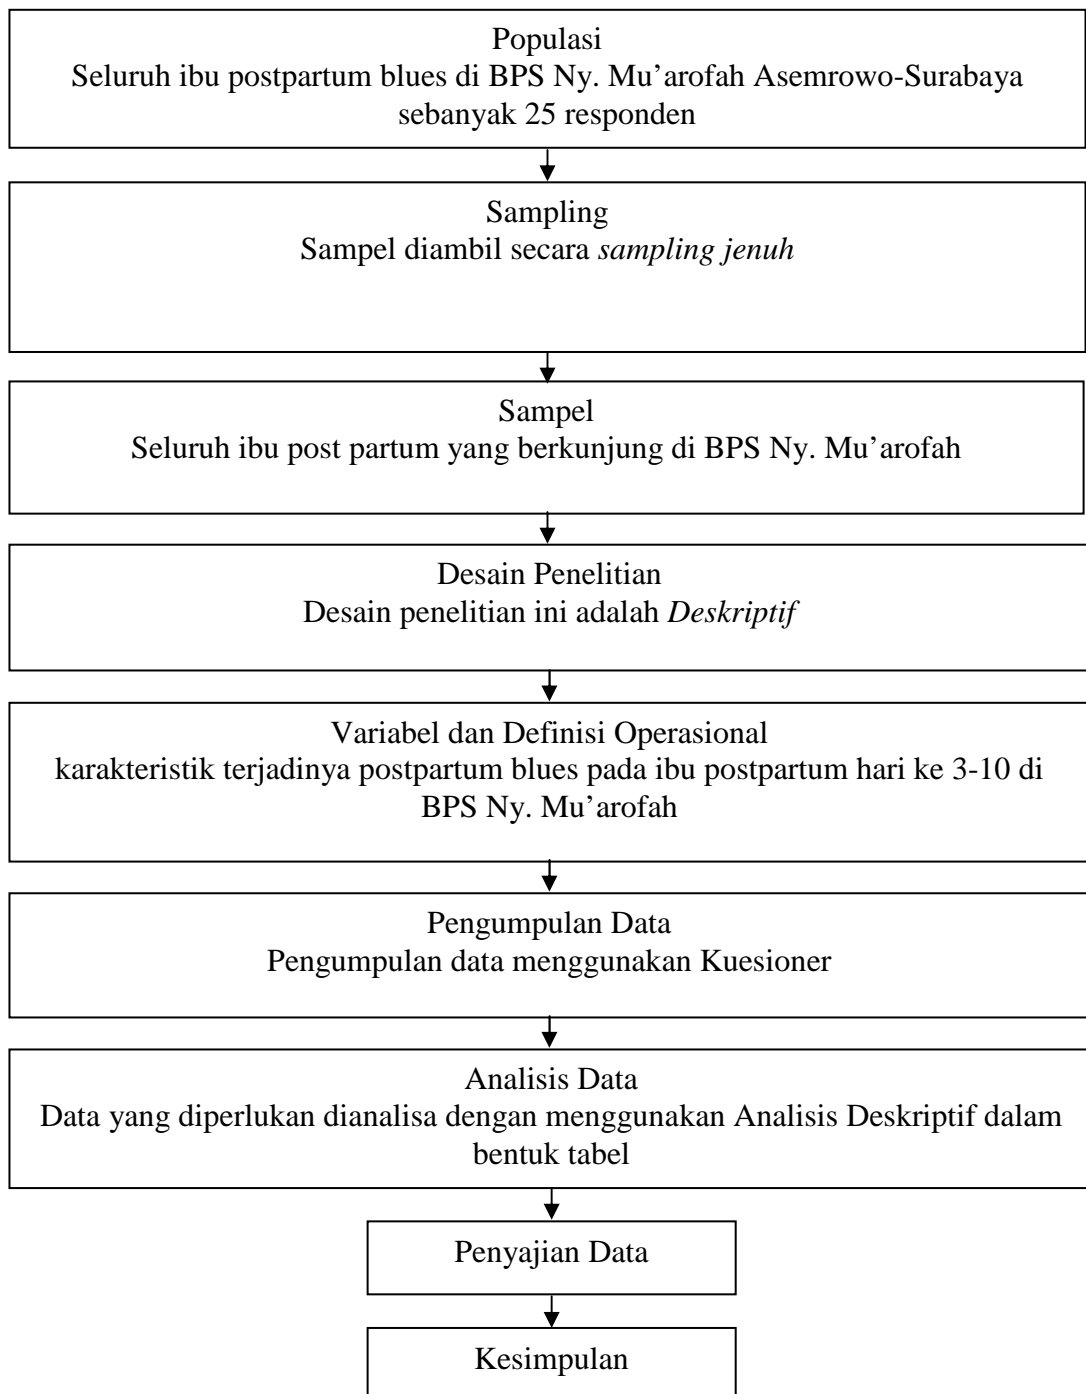 Populasi
Seluruh ibu postpartum blues di BPS Ny. Mu’arofah Asemrowo-Surabaya
sebanyak 25 responden
Sampling
Sampel diambil secara sampling jenuh
Sampel
Seluruh ibu post partum yang berkunjung di BPS Ny. Mu’arofah
Desain Penelitian
Desain penelitian ini adalah Deskriptif
Variabel dan Definisi Operasional
karakteristik terjadinya postpartum blues pada ibu postpartum hari ke 3-10 di
BPS Ny. Mu’arofah
Pengumpulan Data
Pengumpulan data menggunakan Kuesioner
Analisis Data
Data yang diperlukan dianalisa dengan menggunakan Analisis Deskriptif dalam
bentuk tabel
Penyajian Data
Kesimpulan